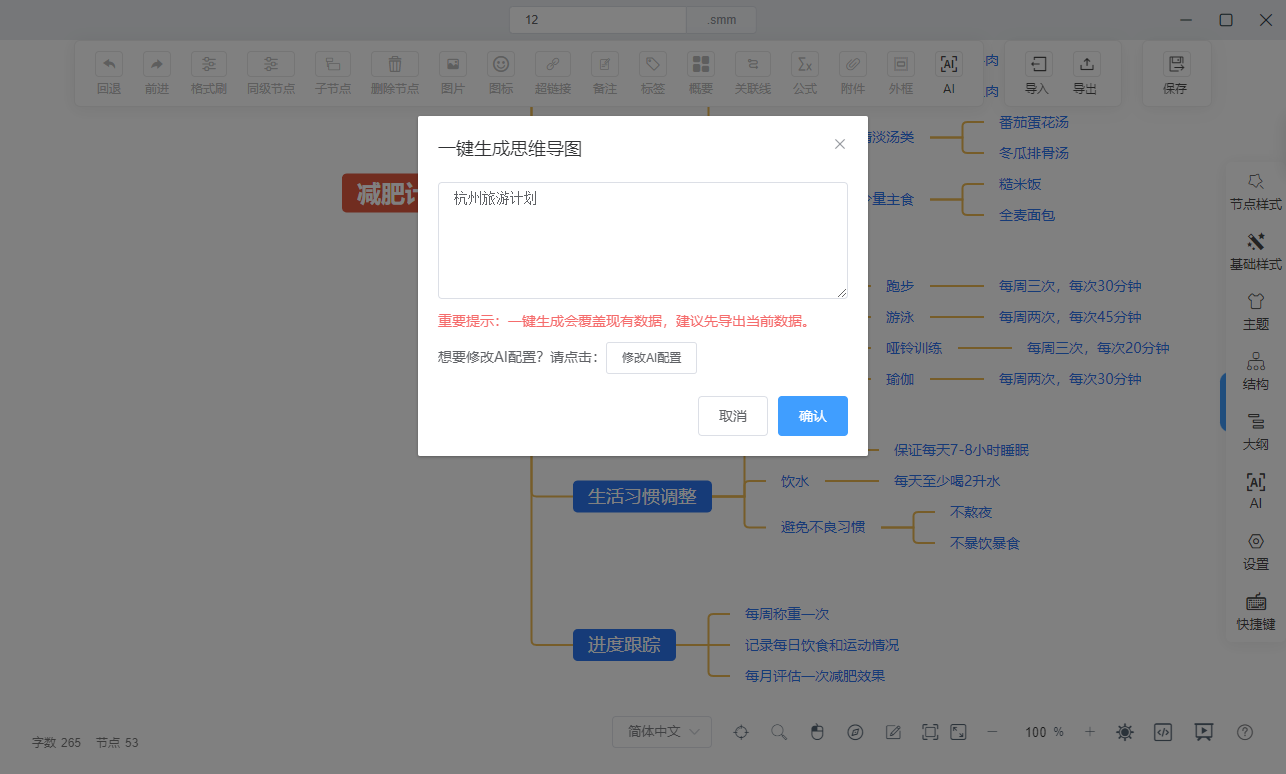 12
.smm
回退
前进
格式刷
同级节点
子节点
删除节点
图片
图标
超链接
备注
标签
概要
关联线
公式
附件
外框
AI
肉
肉
导入
导出
保存
一键生成思维导图
杭州旅游计划
重要提示：一键生成会覆盖现有数据，建议先导出当前数据。
想要修改AI配置？请点击：
修改AI配置
取消
确认
减肥计
淡汤类
番茄蛋花汤
冬瓜排骨汤
量主食
糙米饭
全麦面包
跑步
每周三次，每次30分钟
游泳
每周两次，每次45分钟
哑铃训练
每周三次，每次20分钟
瑜伽
每周两次，每次30分钟
保证每天7-8小时睡眠
生活习惯调整
饮水
每天至少喝2升水
避免不良习惯
不熬夜
不暴饮暴食
进度跟踪
每周称重一次
记录每日饮食和运动情况
每月评估一次减肥效果
节点样式
基础样式
主题
结构
大纲
AI
AI
设置
快捷键
字数 265
节点 53
简体中文
100 %